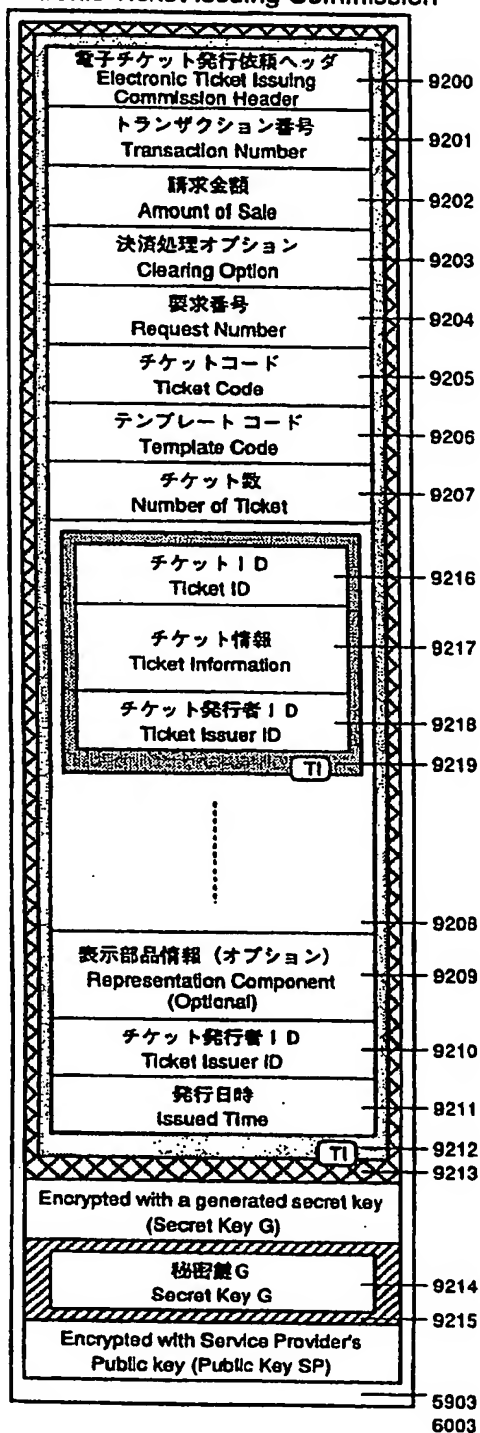 電子チケット発行依頼ヘッダ
Electronic Ticket Issuing
Commission Header
9200
トランザクション番号
Transaction Number
9201
請求金額
Amount of Sale
9202
決済処理オプション
Clearing Option
9203
要求番号
Request Number
9204
チケットコード
Ticket Code
9205
テンプレート コード
Template Code
9206
チケット数
Number of Ticket
9207
チケットID
Ticket ID
9216
チケット情報
Ticket Information
9217
チケット発行者ID
Ticket Issuer ID
9218
TI
9219
9208
表示部品情報（オプション）
Representation Component
(Optional)
9209
チケット発行者ID
Ticket Issuer ID
9210
発行日時
Issued Time
9211
TI
9212
9213
Encrypted with a generated secret key
(Secret Key G)
秘密鍵G
Secret Key G
9214
9215
Encrypted with Service Provider's
Public key (Public Key SP)
5903
6003